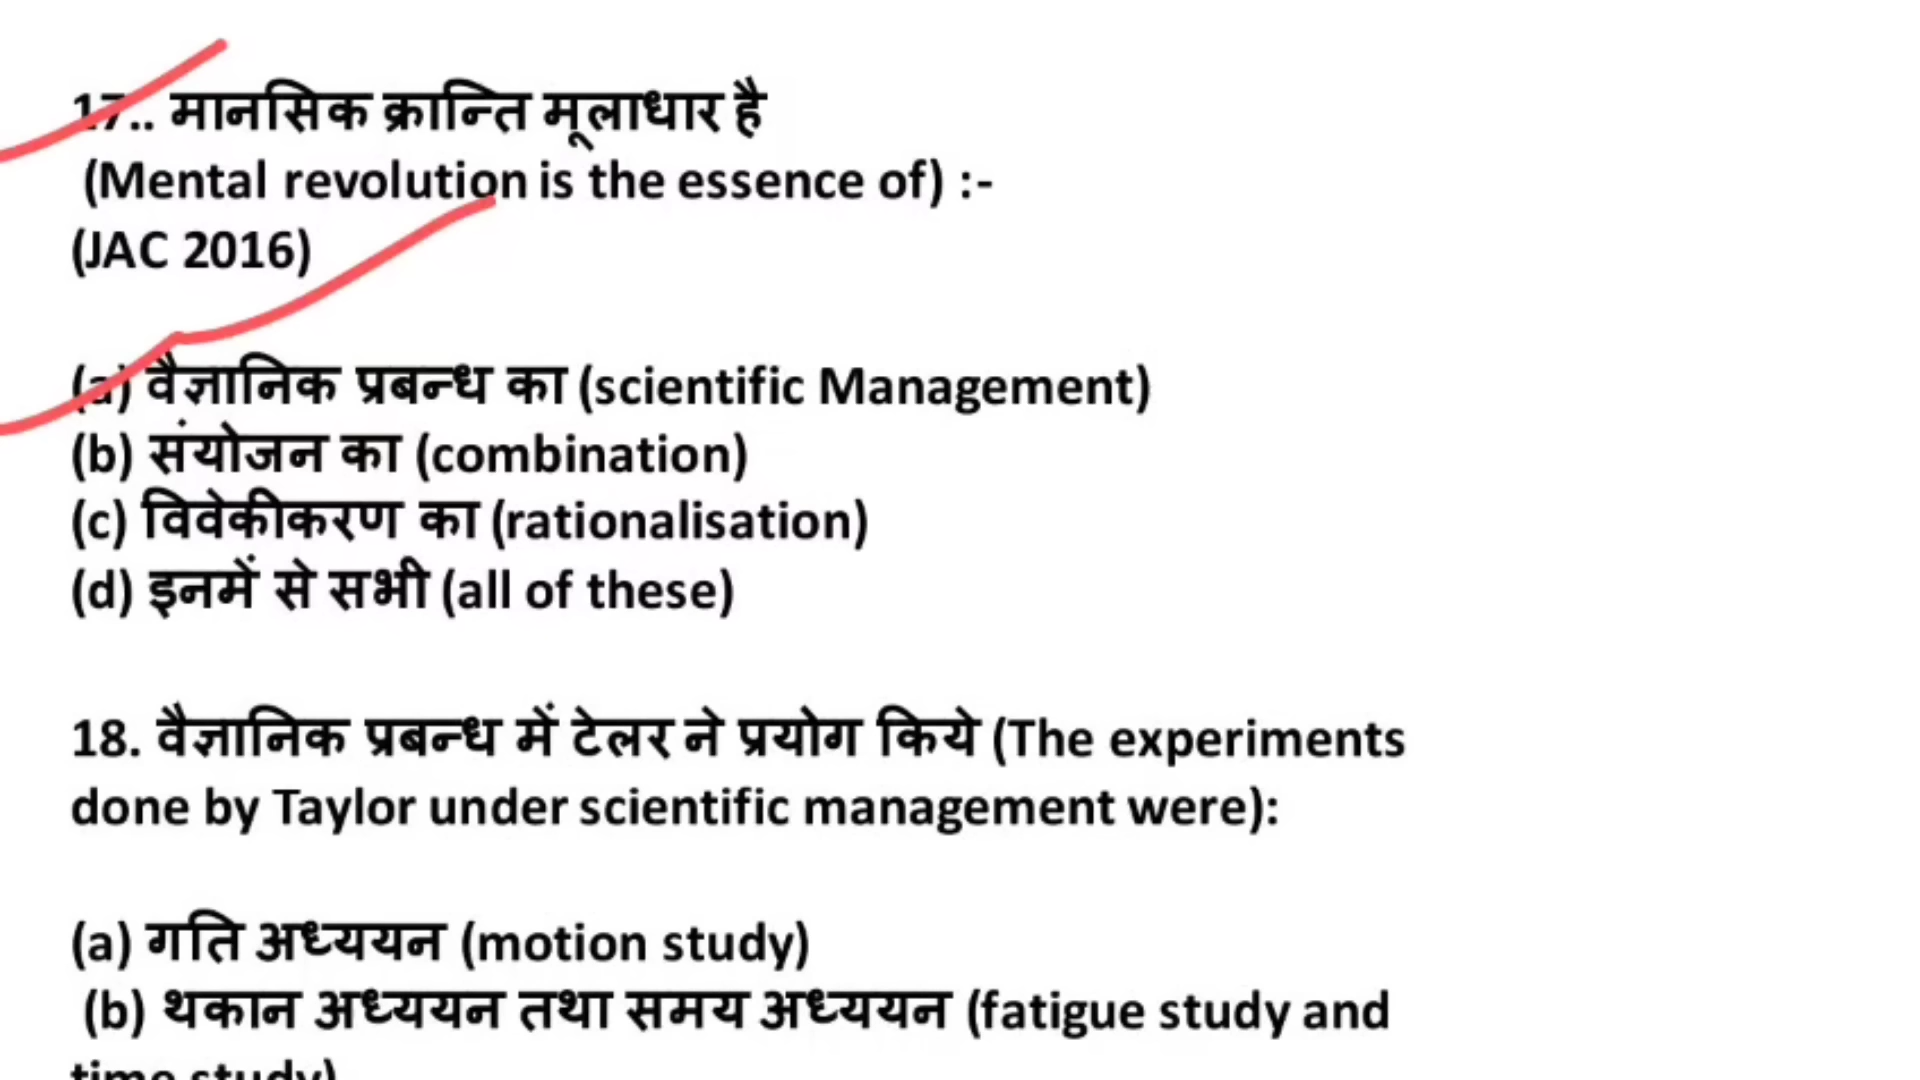 17.. मानसिक क्रान्ति मूलाधार है
(Mental revolution is the essence of) :-
(JAC 2016)
(a) वैज्ञानिक प्रबन्ध का (scientific Management)
(b) संयोजन का (combination)
(c) विवेकीकरण का (rationalisation)
(d) इनमें से सभी (all of these)
18. वैज्ञानिक प्रबन्ध में टेलर ने प्रयोग किये (The experiments
done by Taylor under scientific management were):
(a) गति अध्ययन (motion study)
(b) थकान अध्ययन तथा समय अध्ययन (fatigue study and
time study)